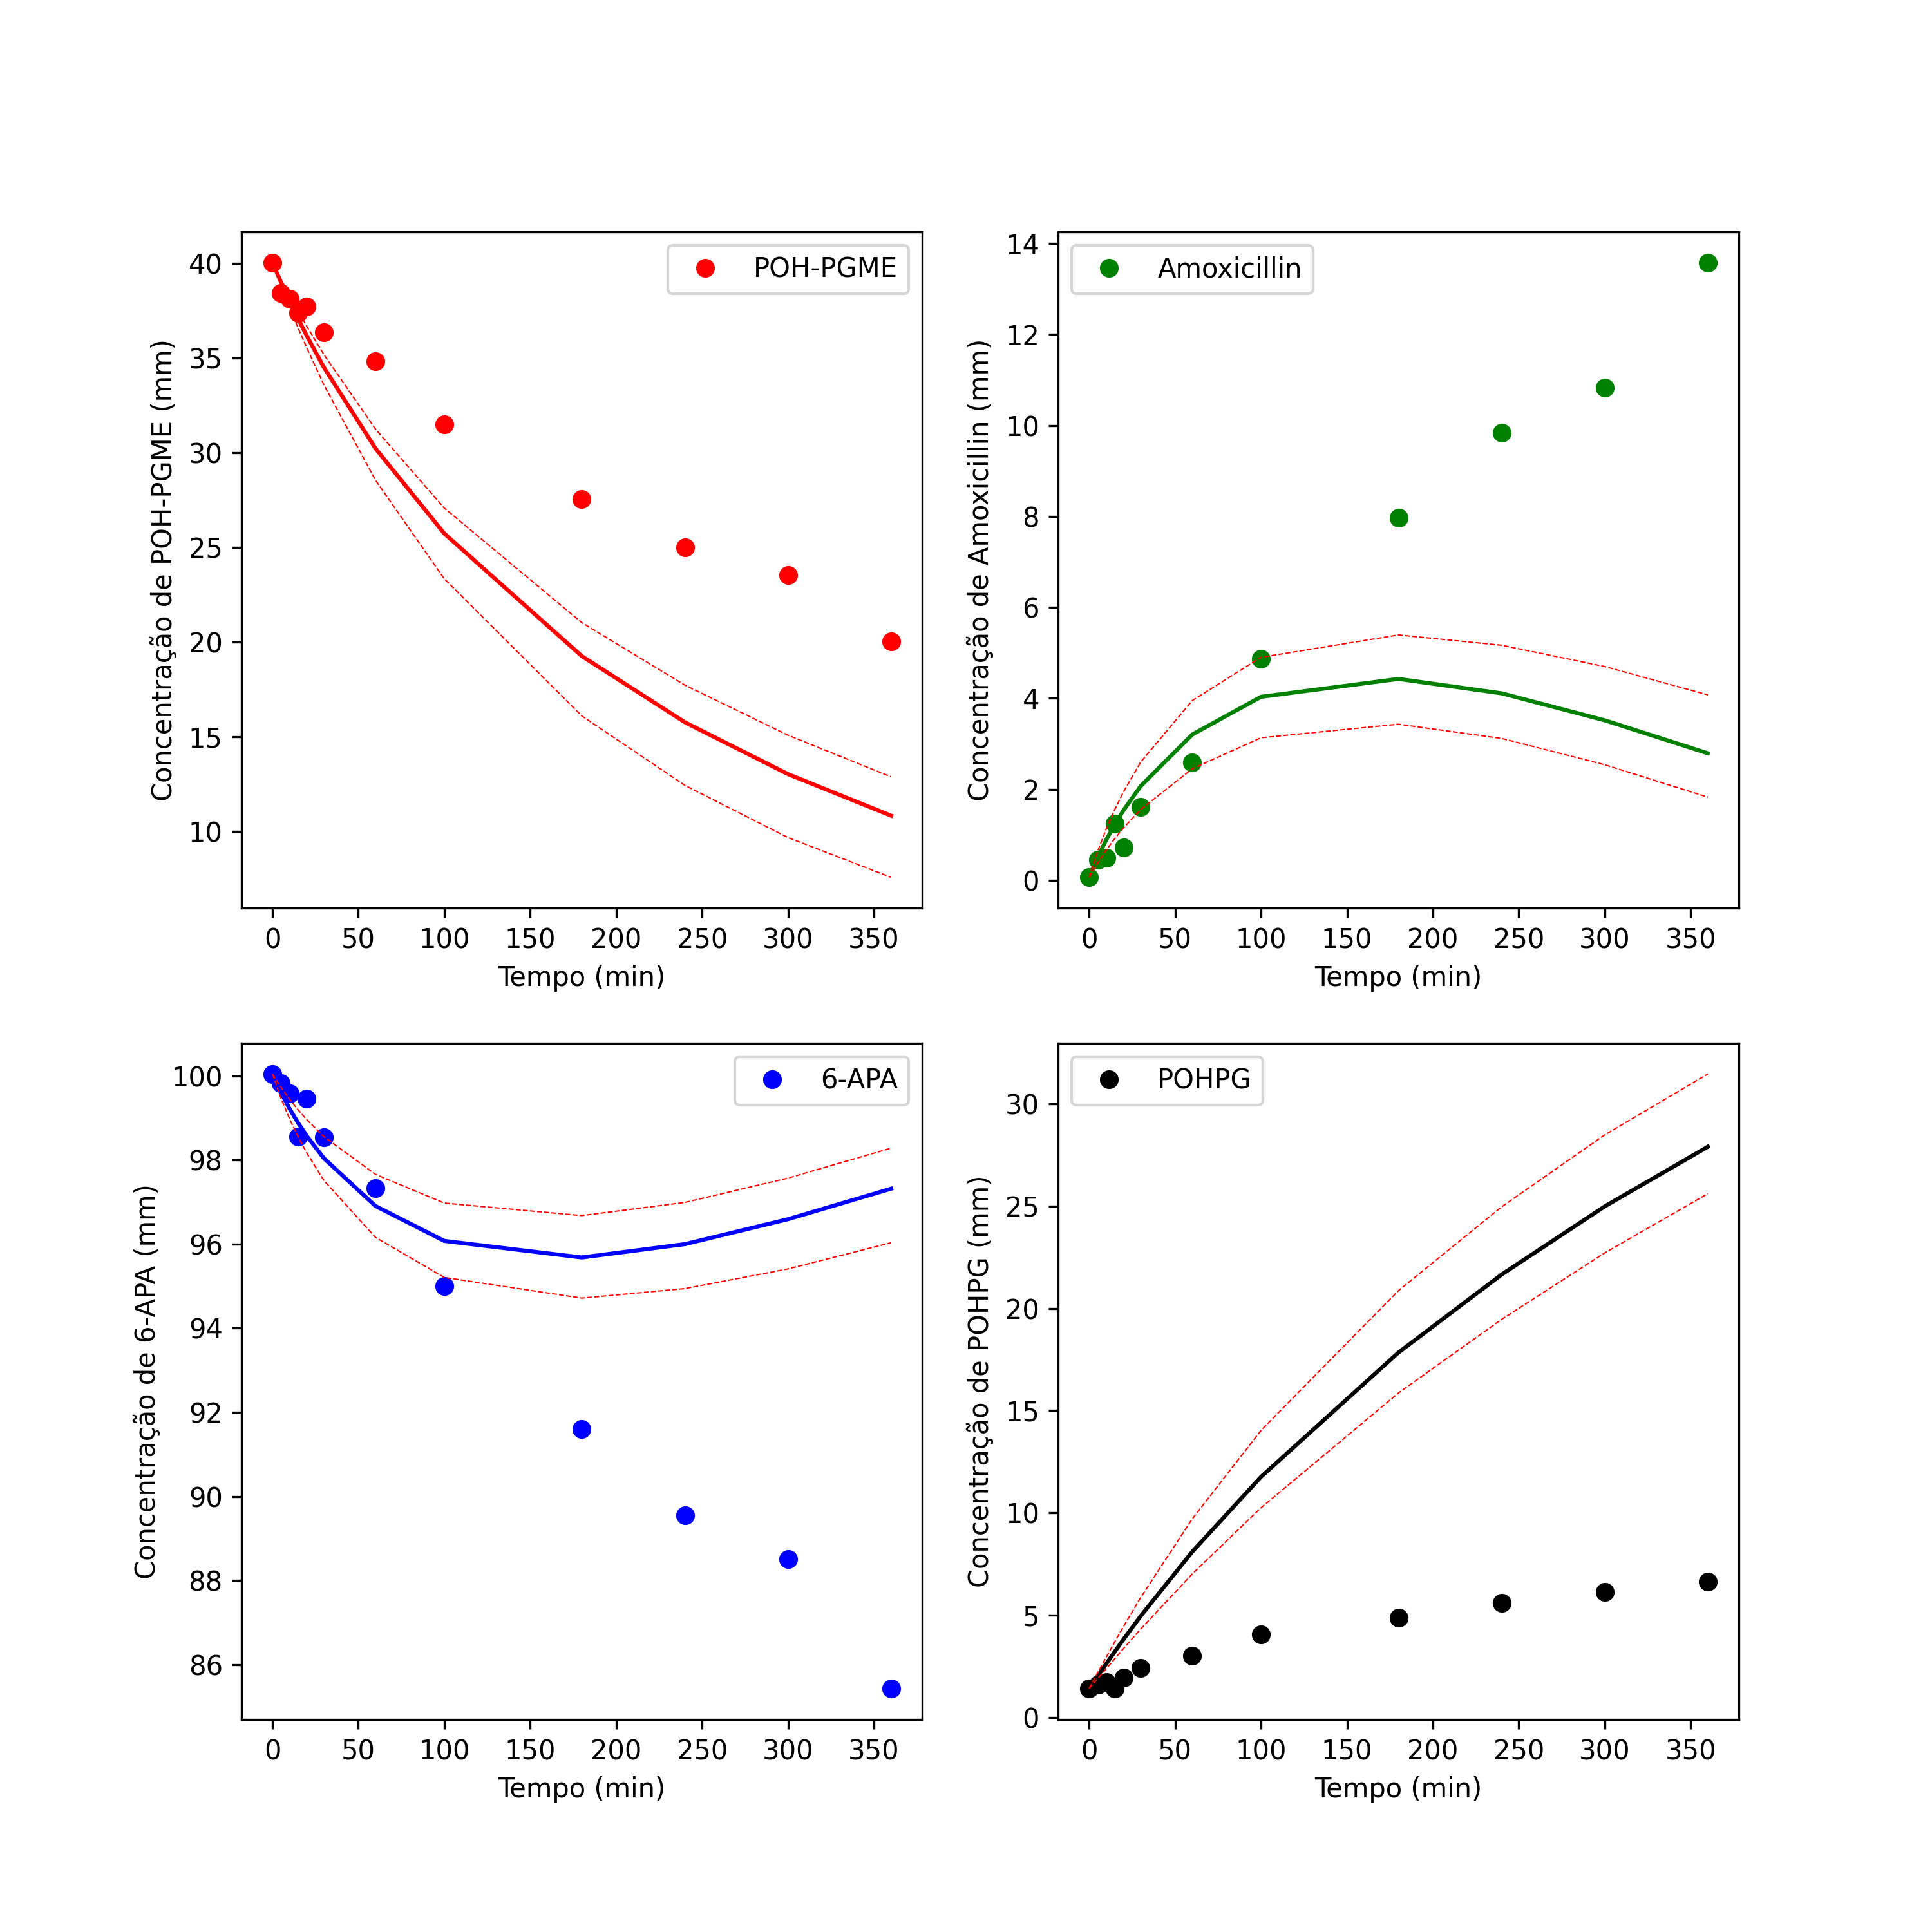 POH-PGME
Concentração de POH-PGME (mm)
40
35
30
25
20
15
10
0 50 100 150 200 250 300 350
Tempo (min)
Amoxicillin
Concentração de Amoxicillin (mm)
14
12
10
8
6
4
2
0
0 50 100 150 200 250 300 350
Tempo (min)
6-APA
Concentração de 6-APA (mm)
100
98
96
94
92
90
88
86
0 50 100 150 200 250 300 350
Tempo (min)
POHPG
Concentração de POHPG (mm)
30
25
20
15
10
5
0
0 50 100 150 200 250 300 350
Tempo (min)